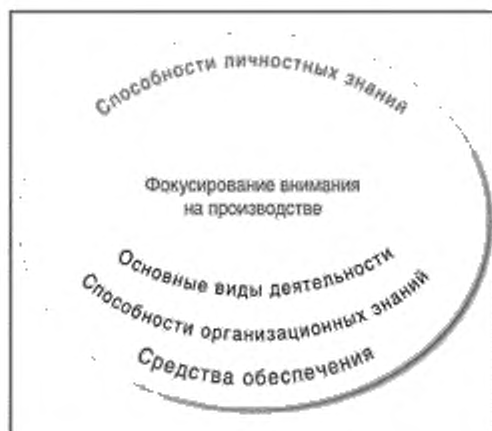 Способности личностных знаний
Фокусирование внимания
на производстве
Основные виды деятельности
Способности организационных знаний
Средства обеспечения